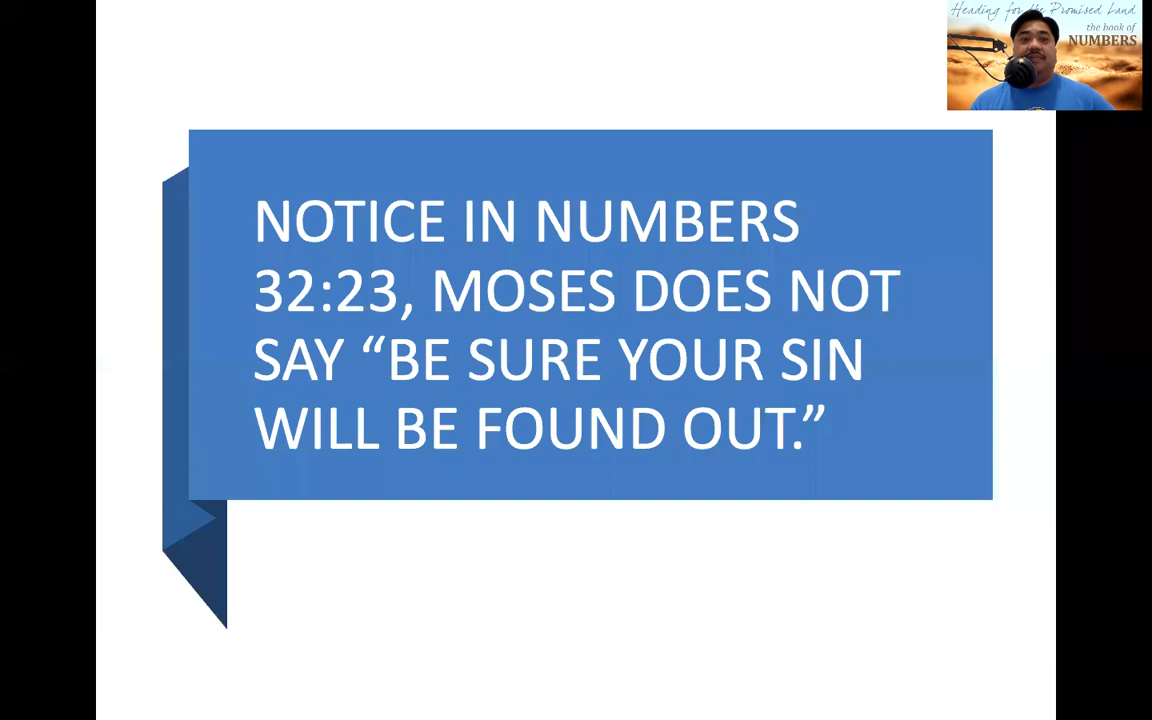 Heading for the Promised Land
the book of
NUMBERS
NOTICE IN NUMBERS
32:23, MOSES DOES NOT
SAY “BE SURE YOUR SIN
WILL BE FOUND OUT.”